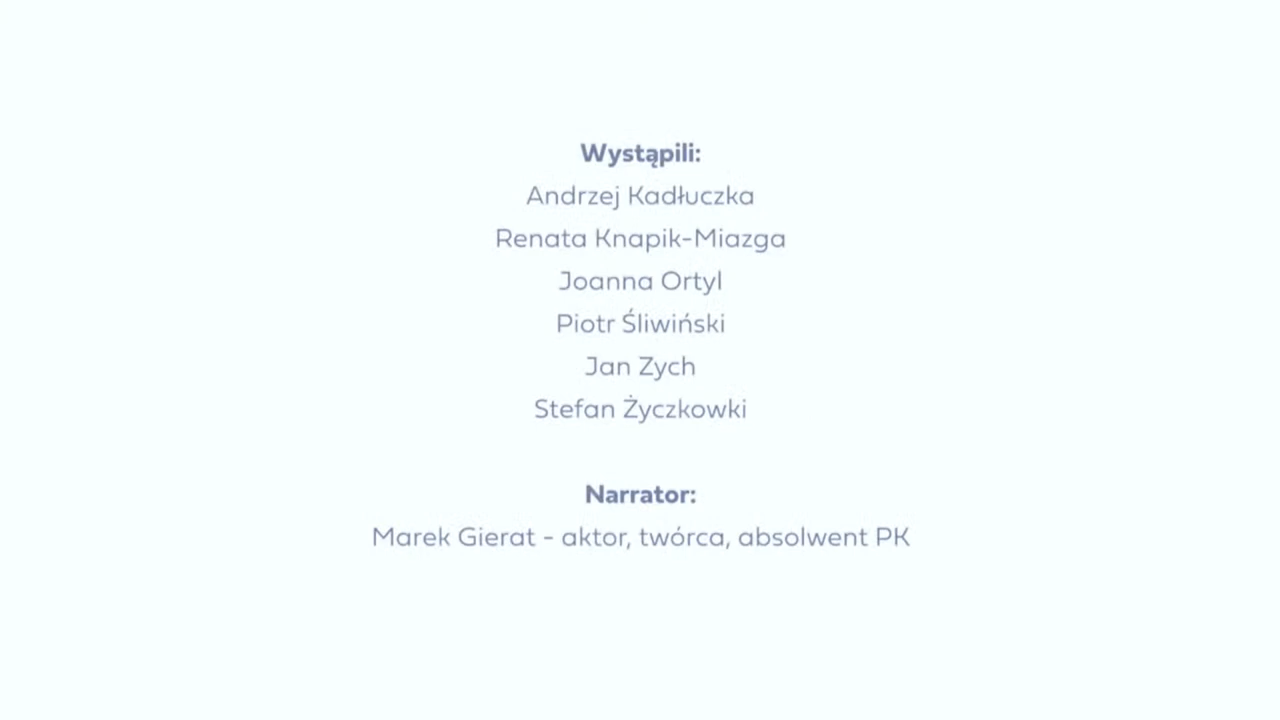 Wystąpili:
Andrzej Kadłuczka
Renata Knapik-Miazga
Joanna Ortyl
Piotr Śliwiński
Jan Zych
Stefan Życzkowki
Narrator:
Marek Gierat - aktor, twórca, absolwent PK